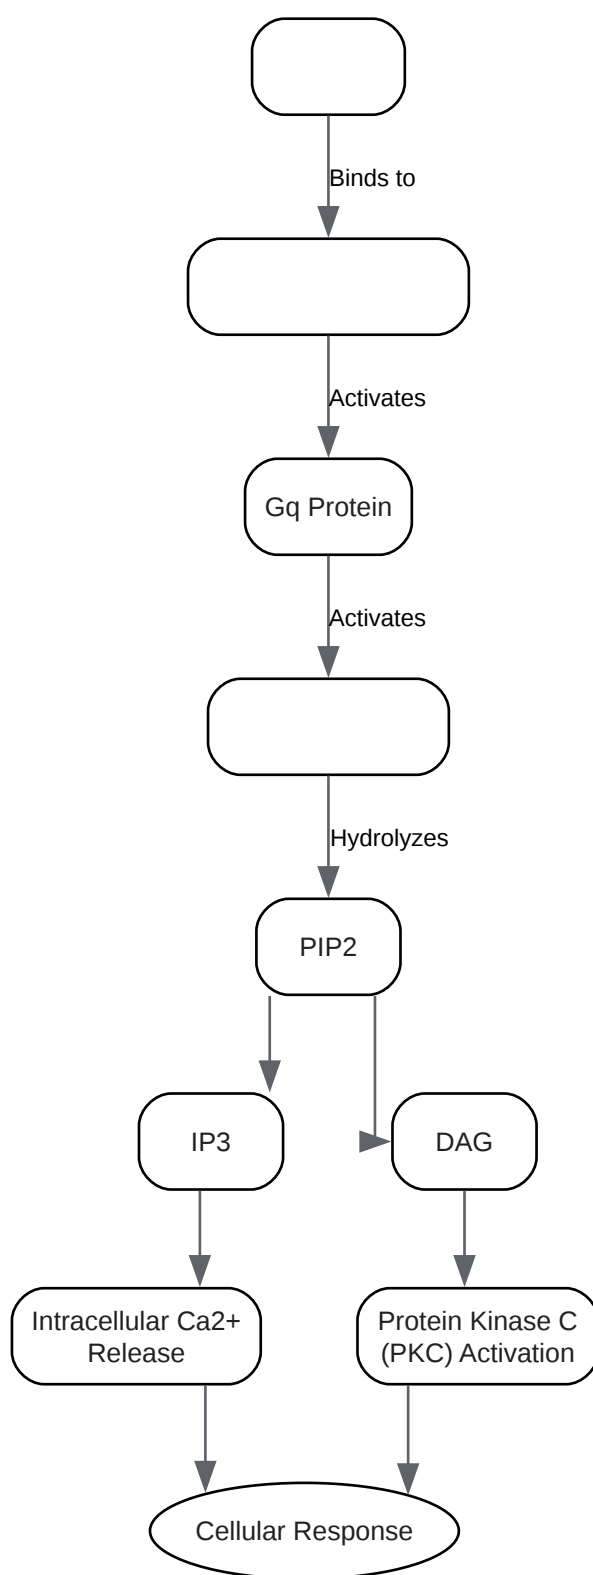 Binds to
Activates
Gq Protein
Activates
Hydrolyzes
PIP2
IP3
DAG
Intracellular Ca2+
Release
Protein Kinase C
(PKC) Activation
Cellular Response